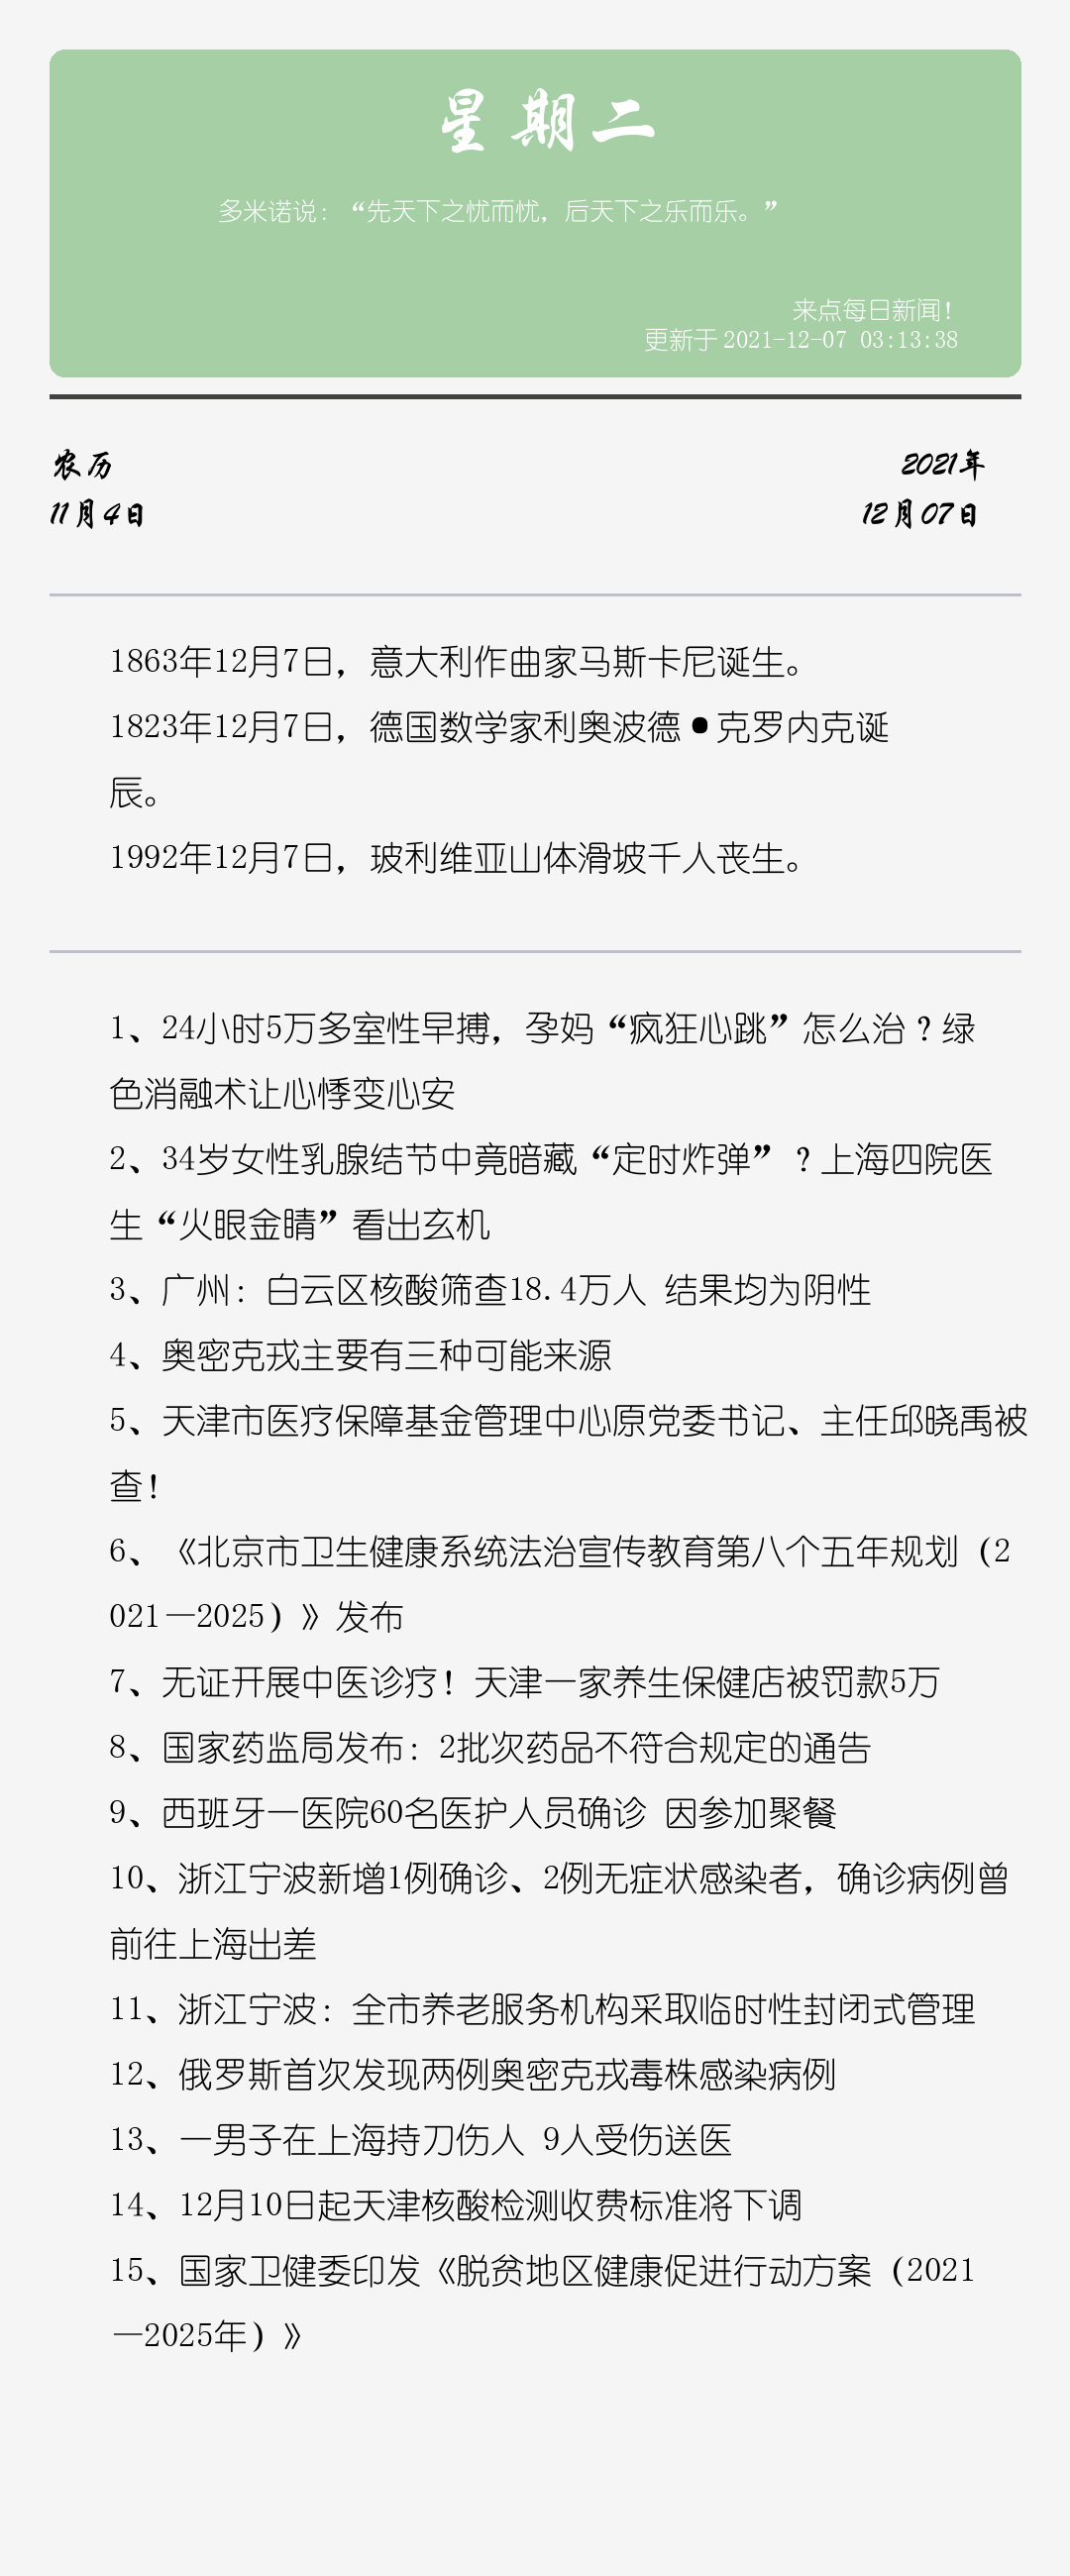 星期二
多米诺说：“先天下之忧而忧，后天下之乐而乐。”
来点每日新闻！
更新于 2021-12-07 03:13:38
农历
2021年
11月4日
12月07日
1863年12月7日，意大利作曲家马斯卡尼诞生。
1823年12月7日，德国数学家利奥波德•克罗内克诞
辰。
1992年12月7日，玻利维亚山体滑坡千人丧生。
1、24小时5万多室性早搏，孕妈“疯狂心跳”怎么治？绿
色消融术让心悸变心安
2、34岁女性乳腺结节中竟暗藏“定时炸弹”？上海四院医
生“火眼金睛”看出玄机
3、广州：白云区核酸筛查18.4万人 结果均为阴性
4、奥密克戎主要有三种可能来源
5、天津市医疗保障基金管理中心原党委书记、主任邱晓禹被
查！
6、《北京市卫生健康系统法治宣传教育第八个五年规划（2
021—2025）》发布
7、无证开展中医诊疗！天津一家养生保健店被罚款5万
8、国家药监局发布：2批次药品不符合规定的通告
9、西班牙一医院60名医护人员确诊 因参加聚餐
10、浙江宁波新增1例确诊、2例无症状感染者，确诊病例曾
前往上海出差
11、浙江宁波：全市养老服务机构采取临时性封闭式管理
12、俄罗斯首次发现两例奥密克戎毒株感染病例
13、一男子在上海持刀伤人 9人受伤送医
14、12月10日起天津核酸检测收费标准将下调
15、国家卫健委印发《脱贫地区健康促进行动方案（2021
—2025年）》